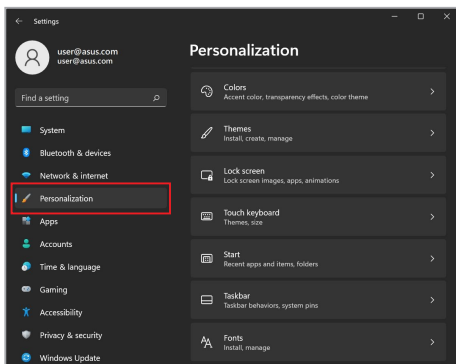 Settings
user@asus.com
user@asus.com
Find a setting
System
Bluetooth & devices
Network & internet
Personalization
Apps
Accounts
Time & language
Gaming
Accessibility
Privacy & security
Windows Update
Personalization
Colors
Accent color, transparency effects, color theme
Themes
Install, create, manage
Lock screen
Lock screen images, apps, animations
Touch keyboard
Themes, size
Start
Recent apps and items, folders
Taskbar
Taskbar behaviors, system pins
Fonts
Install, manage